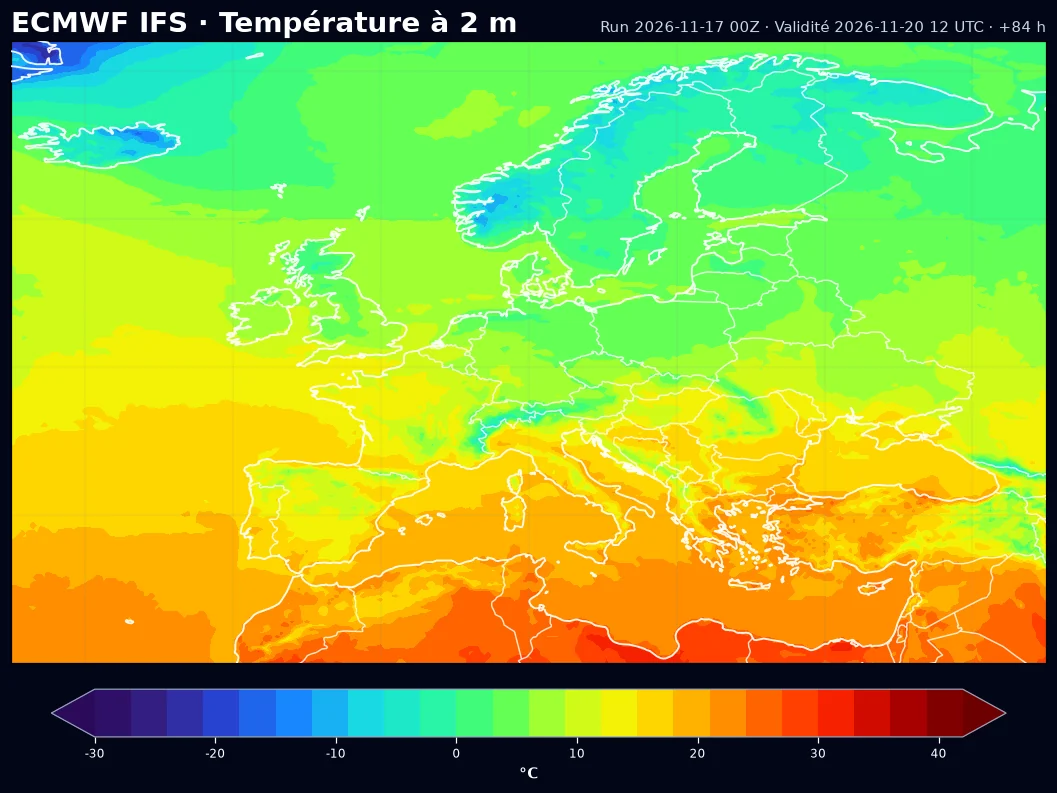 ECMWF IFS · Température à 2 m
Run 2026-11-17 00Z · Validité 2026-11-20 12 UTC · +84 h
-30 -20 -10 0 10 20 30 40
°C